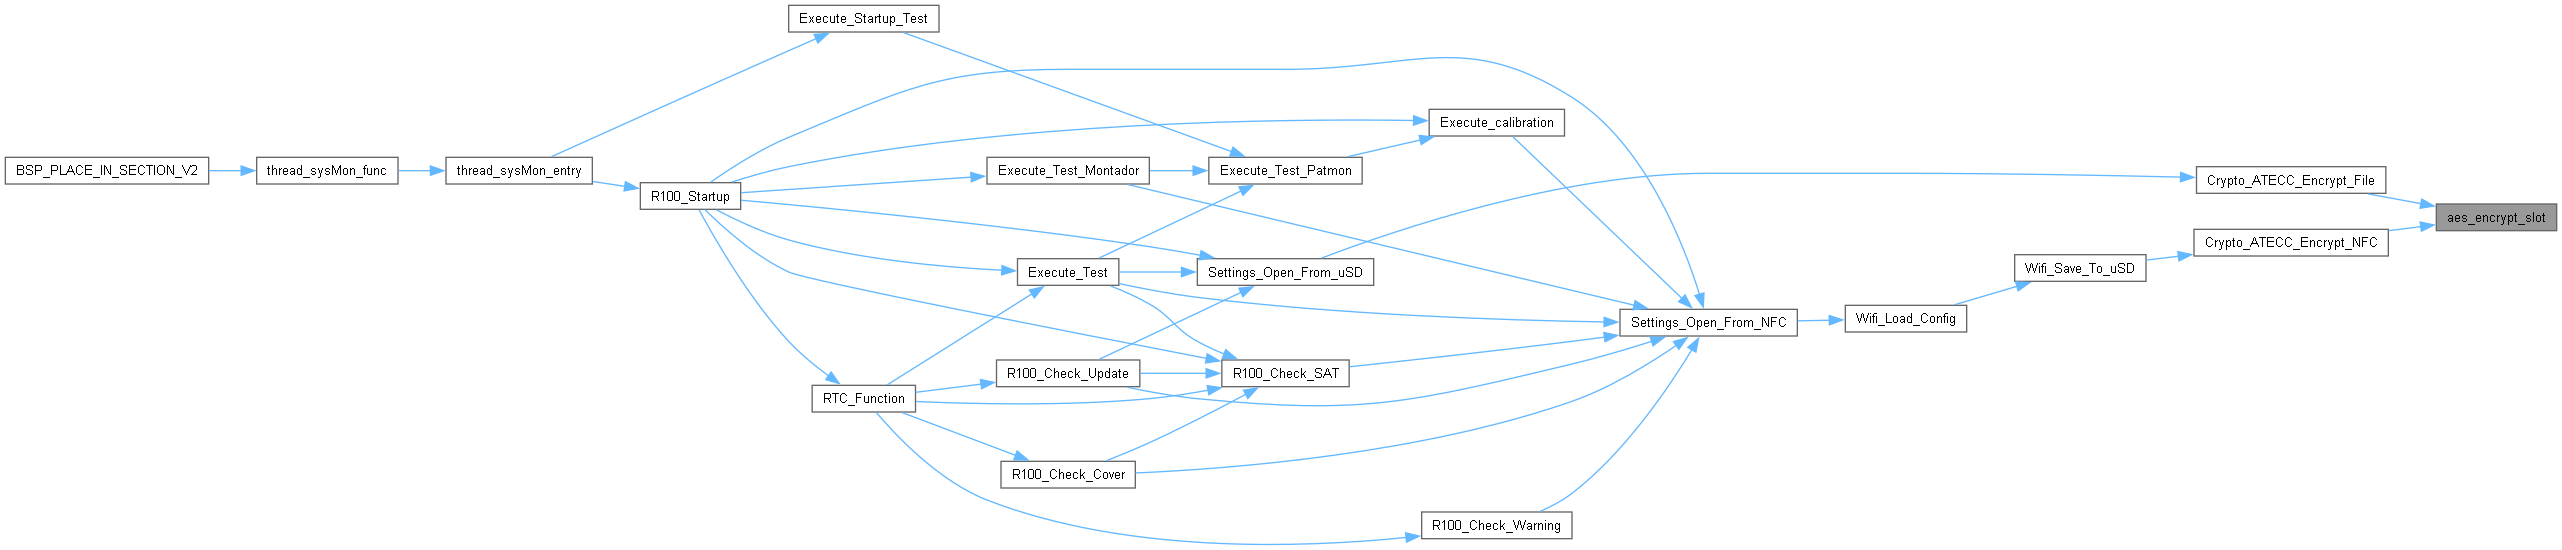 Execute_Startup_Test
Execute_calibration
BSP_PLACE_IN_SECTION_V2
thread_sysMon_func
thread_sysMon_entry
Execute_Test_Montador
Execute_Test_Patmon
Crypto_ATECC_Encrypt_File
R100_Startup
aes_encrypt_slot
Crypto_ATECC_Encrypt_NFC
Execute_Test
Settings_Open_From_uSD
Wifi_Save_To_uSD
Settings_Open_From_NFC
Wifi_Load_Config
R100_Check_Update
R100_Check_SAT
RTC_Function
R100_Check_Cover
R100_Check_Warning